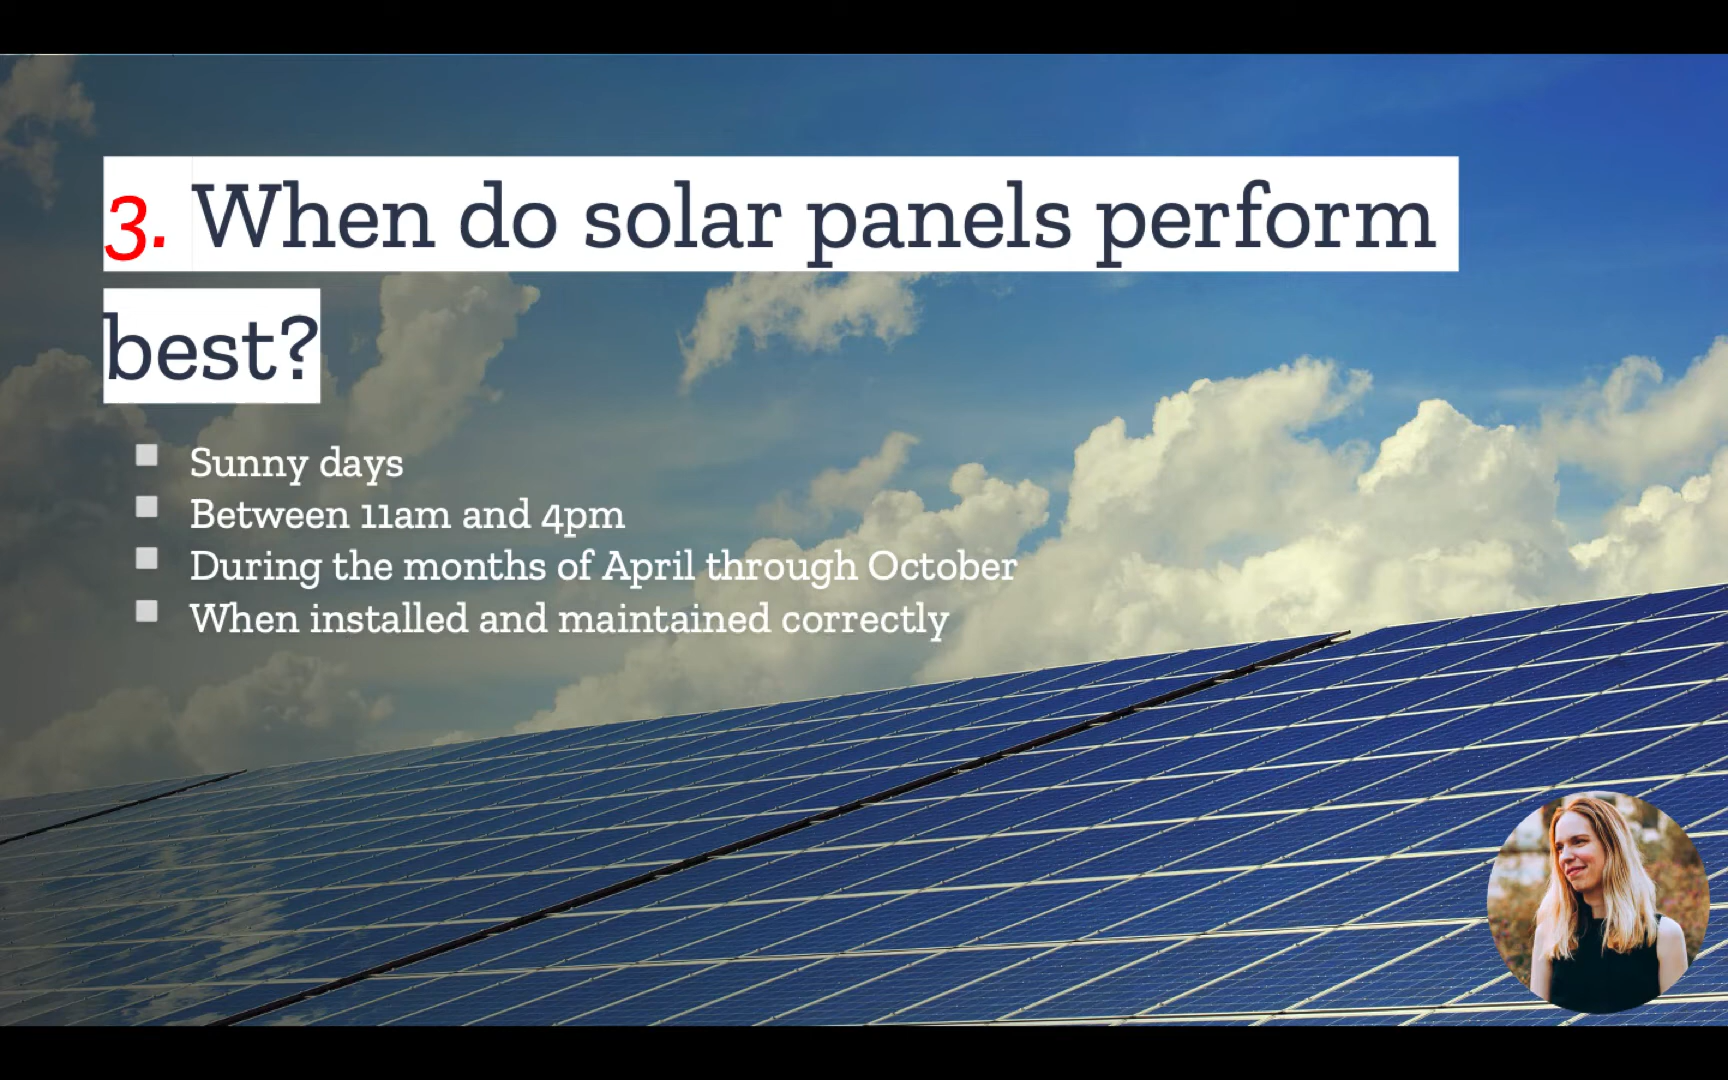 3. When do solar panels perform
best?
Sunny days
Between 11am and 4pm
During the months of April through October
When installed and maintained correctly